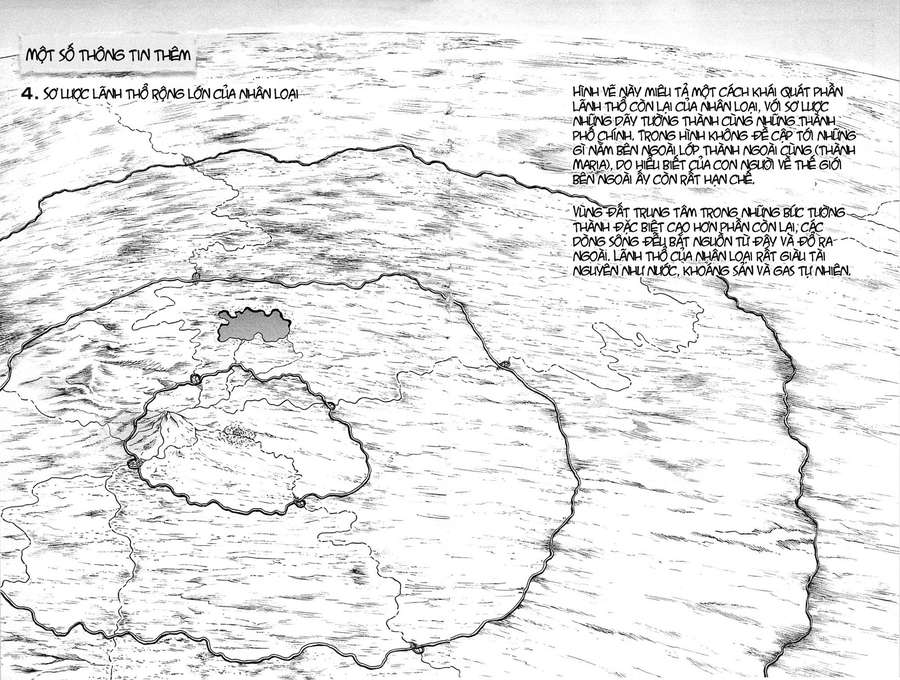 MỘT SỐ THÔNG TIN THÊM
4. SƠ LƯỢC LÃNH THỔ RỘNG LỚN CỦA NHÂN LOẠI
HÌNH VẼ NÀY MIÊU TẢ MỘT CÁCH KHÁI QUÁT PHẦN
LÃNH THỔ CÒN LẠI CỦA NHÂN LOẠI, VỚI SƠ LƯỢC
NHỮNG DÃY TƯỜNG THÀNH CÙNG NHỮNG THÀNH
PHỐ CHÍNH. TRONG HÌNH KHÔNG ĐỀ CẬP TỚI NHỮNG
GÌ NẰM BÊN NGOÀI LỚP THÀNH NGOÀI CÙNG (THÀNH
MARIA), DO HIỂU BIẾT CỦA CON NGƯỜI VỀ THẾ GIỚI
BÊN NGOÀI ẤY CÒN RẤT HẠN CHẾ.
VÙNG ĐẤT TRUNG TÂM TRONG NHỮNG BỨC TƯỜNG
THÀNH ĐẶC BIỆT CAO HƠN PHẦN CÒN LẠI, CÁC
DÒNG SÔNG ĐỀU BẮT NGUỒN TỪ ĐÂY VÀ ĐỔ RA
NGOÀI. LÃNH THỔ CỦA NHÂN LOẠI RẤT GIÀU TÀI
NGUYÊN NHƯ NƯỚC, KHOÁNG SẢN VÀ GAS TỰ NHIÊN.